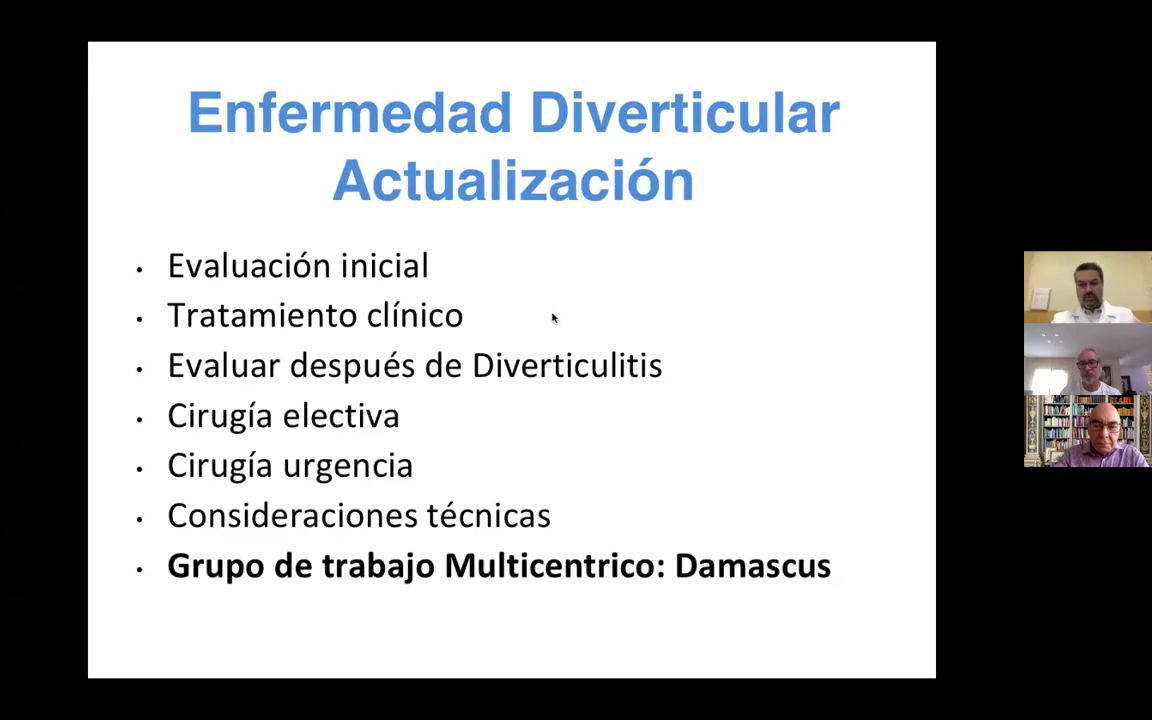 Enfermedad Diverticular
Actualización
• Evaluación inicial
• Tratamiento clínico
• Evaluar después de Diverticulitis
• Cirugía electiva
• Cirugía urgencia
• Consideraciones técnicas
• Grupo de trabajo Multicentrico: Damascus